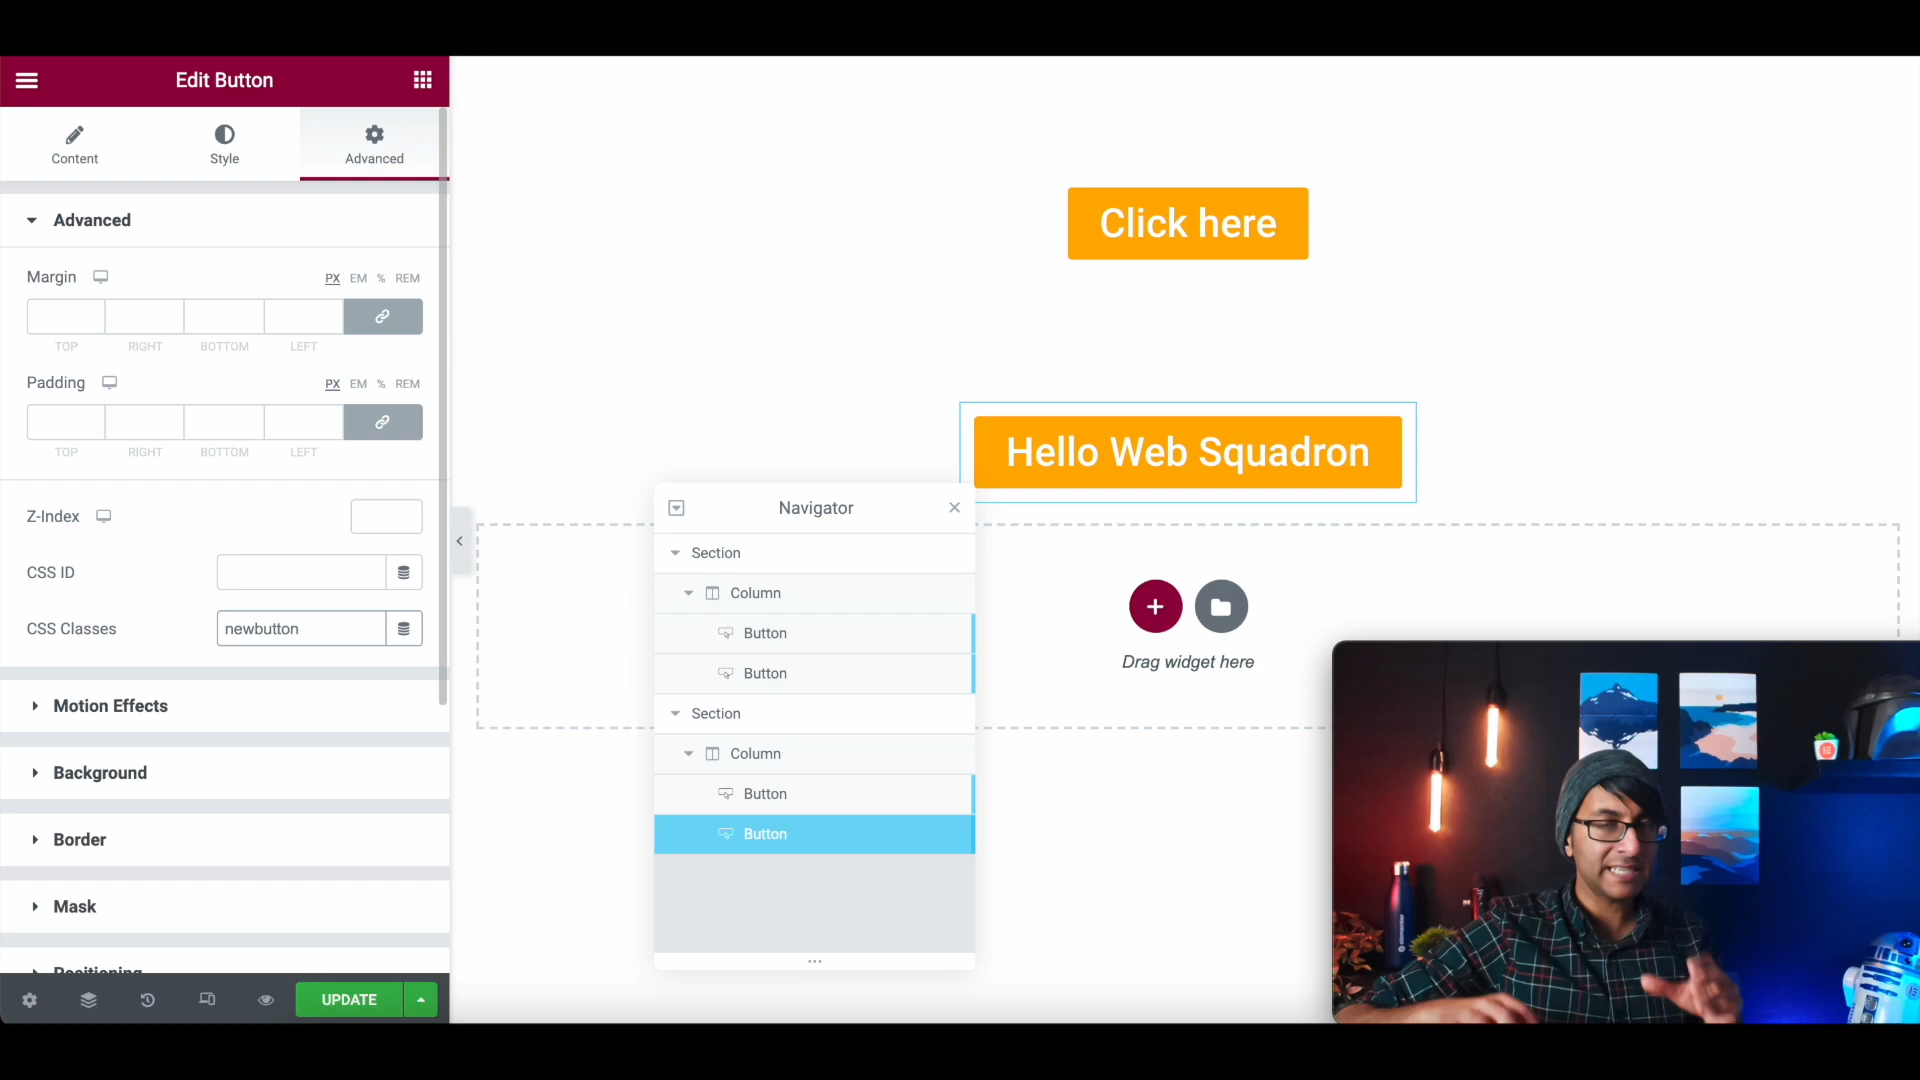 Edit Button
Content
Style
Advanced
Advanced
Margin
PX EM % REM
TOP RIGHT BOTTOM LEFT
Padding
PX EM % REM
TOP RIGHT BOTTOM LEFT
Z-Index
CSS ID
CSS Classes
newbutton
Motion Effects
Background
Border
Mask
Positioning
UPDATE
Click here
Hello Web Squadron
Navigator
Section
Column
Button
Button
Section
Column
Button
Button
Drag widget here
elementor